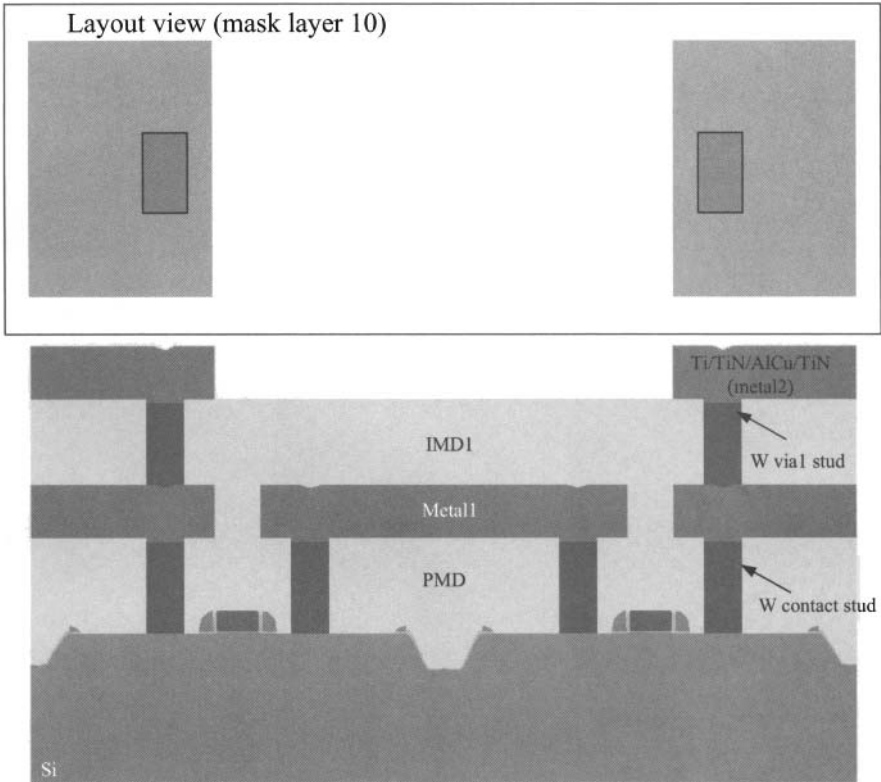 Layout view (mask layer 10)
Ti/TiN/AlCu/TiN
(metal2)
IMD1
W via1 stud
Metal1
PMD
W contact stud
Si